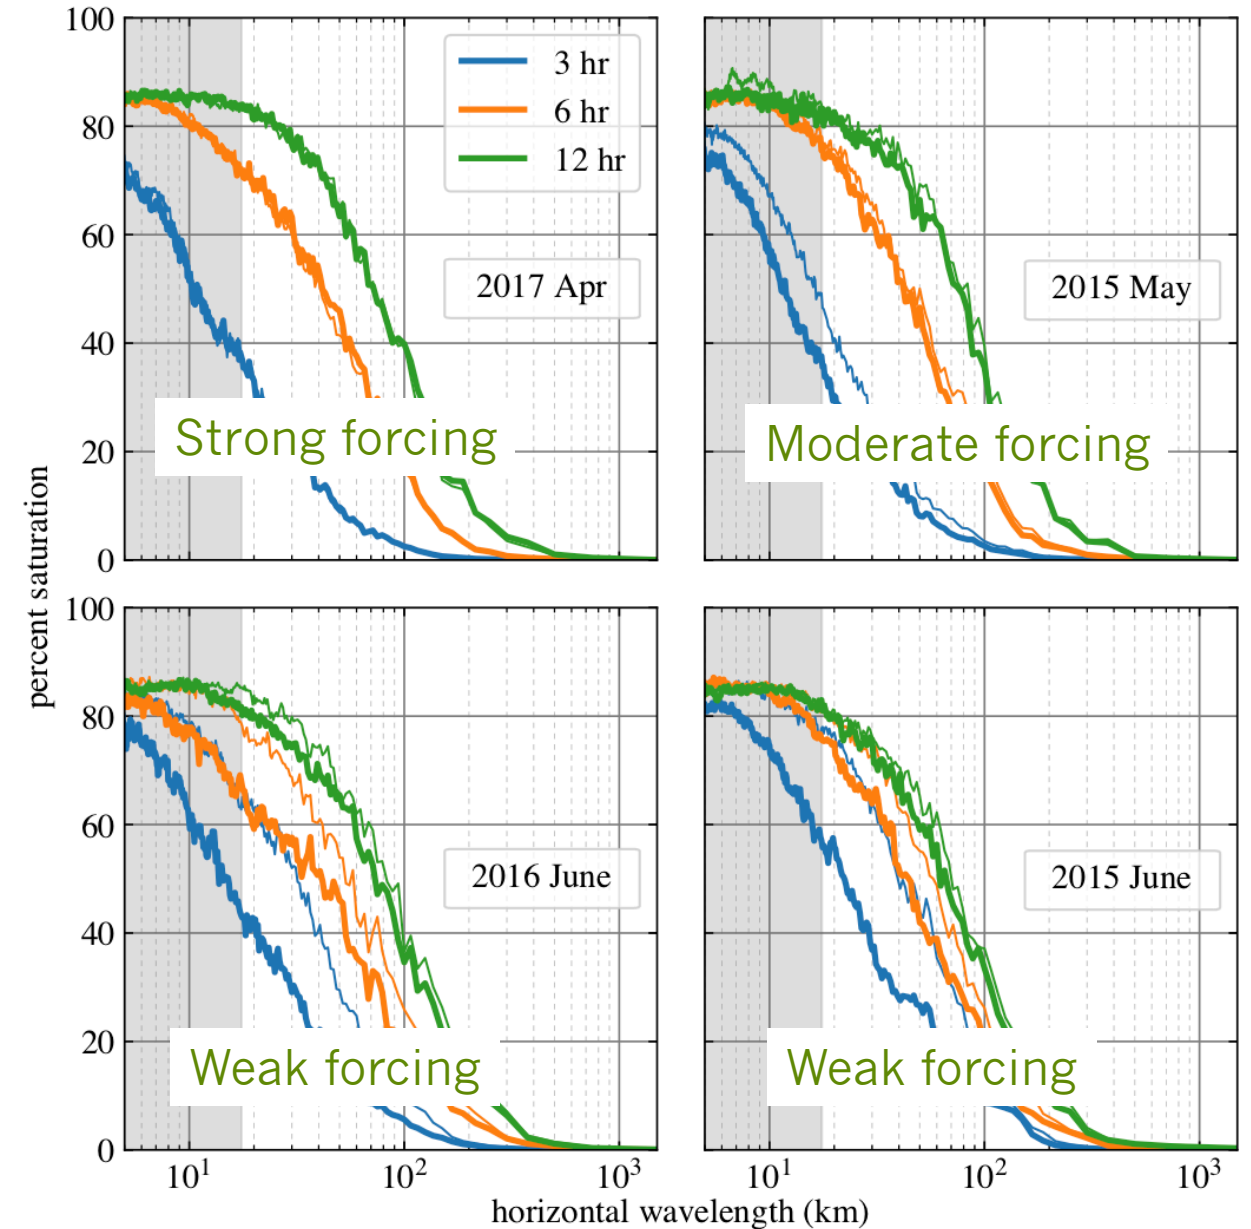 100
80
60
40
20
0
3 hr
6 hr
12 hr
2017 Apr
Strong forcing
2015 May
Moderate forcing
percent saturation
100
80
60
40
20
0
2016 June
Weak forcing
2015 June
Weak forcing
10¹ 10² 10³
10¹ 10² 10³
horizontal wavelength (km)